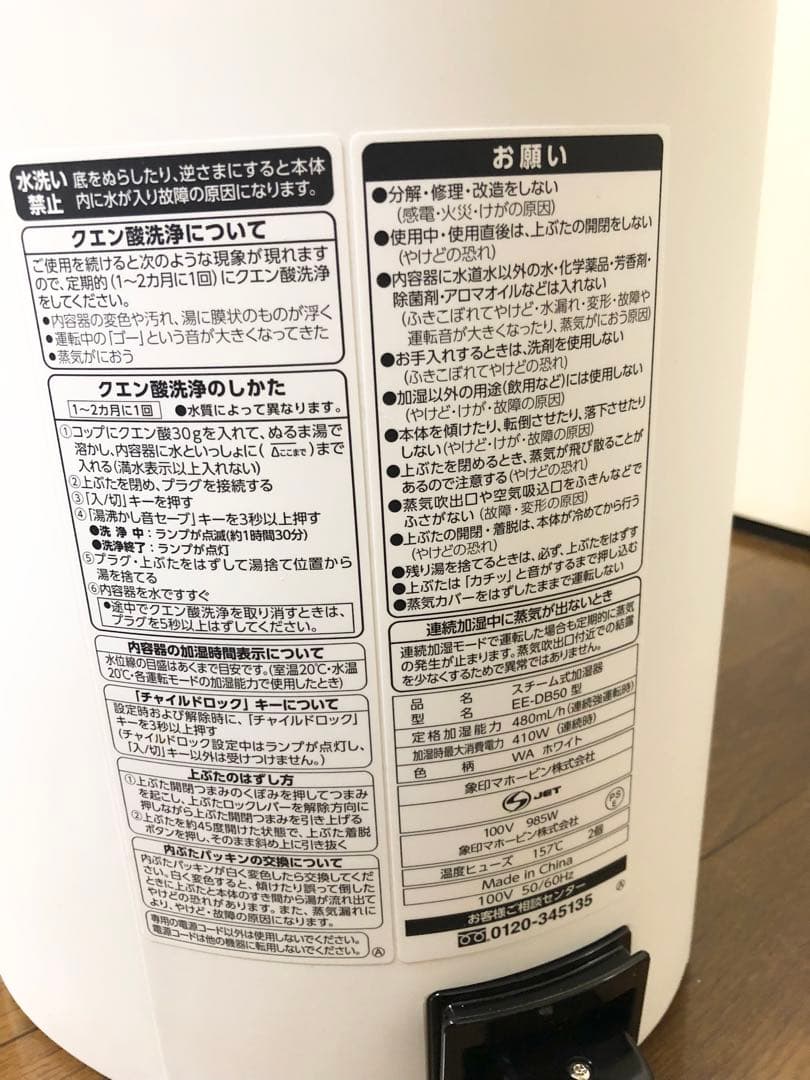 水洗い
禁止
底をぬらしたり、逆さまにすると本体
内に水が入り故障の原因になります。
クエン酸洗浄について
ご使用を続けると次のような現象が現れます
ので、定期的(1〜2カ月に1回)にクエン酸洗浄
をしてください。
●内容器の変色や汚れ、湯に膜状のものが浮く
●運転中の「ゴー」という音が大きくなってきた
●蒸気がにおう
クエン酸洗浄のしかた
1〜2カ月に1回 ●水質によって異なります。
①コップにクエン酸30gを入れて、ぬるま湯で
溶かし、内容器に水といっしょに(△ここまで)まで
入れる(満水表示以上入れない)
②上ぶたを閉め、プラグを接続する
③「入/切」キーを押す
④「湯沸かし音セーブ」キーを3秒以上押す
●洗浄中:ランプが点滅(約1時間30分)
●洗浄終了:ランプが点灯
⑤プラグ・上ぶたをはずして湯捨て位置から
湯を捨てる
⑥内容器を水ですすぐ
●途中でクエン酸洗浄を取り消すときは、
プラグを5秒以上はずしてください。
内容器の加湿時間表示について
水位線の目盛はあくまで目安です。(室温20℃・水温
20℃・各運転モードの加湿能力で使用したとき)
「チャイルドロック」キーについて
設定時および解除時に、「チャイルドロック」
キーを3秒以上押す
(チャイルドロック設定中はランプが点灯し、
「入/切」キー以外は受けつけません。)
上ぶたのはずし方
①上ぶた開閉つまみのくぼみを押してつまみ
を起こし、上ぶたロックレバーを解除方向に
押しながら上ぶた開閉つまみを引き上げる
②上ぶたを約45度開けた状態で、上ぶた着脱
ボタンを押し、そのまま斜め上に引き抜く
内ぶたパッキンの交換について
内ぶたパッキンが白く変色したら交換してくだ
さい。白く変色すると、傾けたり誤って倒した
ときに上ぶたと本体のすき間から湯が流れ出て
やけどの恐れがあります。また、蒸気漏れに
より、やけど・故障の原因になります。
専用の電源コード以外は使用しないでください。
電源コードは他の機器に転用しないでください。
Ⓐ
お願い
●分解・修理・改造をしない
(感電・火災・けがの原因)
●使用中・使用直後は、上ぶたの開閉をしない
(やけどの恐れ)
●内容器に水道水以外の水・化学薬品・芳香剤・
除菌剤・アロマオイルなどは入れない
(ふきこぼれてやけど・水漏れ・変形・故障や
運転音が大きくなったり、蒸気がにおう原因)
●お手入れするときは、洗剤を使用しない
(ふきこぼれてやけどの恐れ)
●加湿以外の用途(飲用など)には使用しない
(やけど・けが・故障の原因)
●本体を傾けたり、転倒させたり、落下させたり
しない(やけど・けが・故障の原因)
●上ぶたを閉めるとき、蒸気が飛び散ることが
あるので注意する(やけどの恐れ)
●蒸気吹出口や空気吸込口をふきんなどで
ふさがない(故障・変形の原因)
●上ぶたの開閉・着脱は、本体が冷めてから行う
(やけどの恐れ)
●残り湯を捨てるときは、必ず、上ぶたをはずす
●上ぶたは「カチッ」と音がするまで押し込む
●蒸気カバーをはずしたままで運転しない
連続加湿中に蒸気が出ないとき
連続加湿モードで運転した場合も定期的に蒸気
の発生が止まります。蒸気吹出口付近での結露
を少なくするためで異常ではありません。
品名 スチーム式加湿器
型名 EE-DB50 型
定格加湿能力 480mL/h(連続強運転時)
加湿時最大消費電力 410W(連続時)
色柄 WA ホワイト
象印マホービン株式会社
JET
PS
E
100V 985W
象印マホービン株式会社
温度ヒューズ 157℃ 2個
Made in China
100V 50/60Hz
お客様ご相談センター
0120-345135
Ⓐ